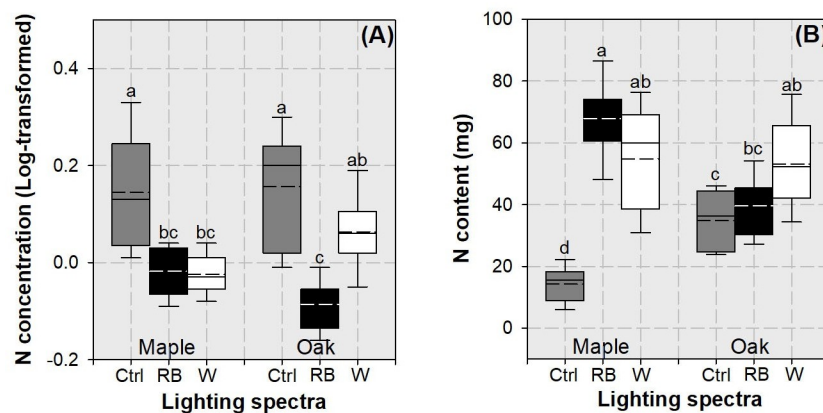 (A)
N concentration (Log-transformed)
0.4
0.2
0.0
-0.2
a
bc
bc
a
c
ab
Maple
Oak
Ctrl RB W Ctrl RB W
Lighting spectra
(B)
N content (mg)
100
80
60
40
20
0
d
a
ab
c
bc
ab
Maple
Oak
Ctrl RB W Ctrl RB W
Lighting spectra